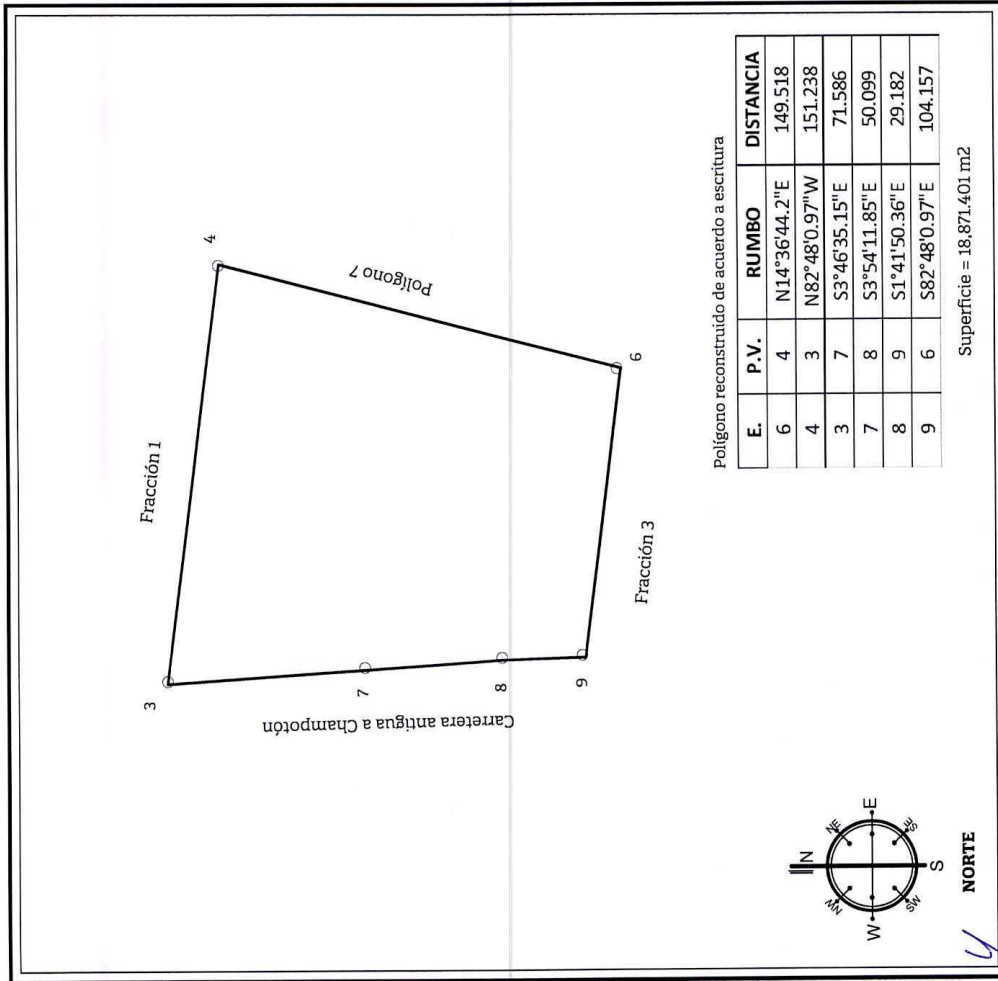 Fracción 1
3
4
Polígono 7
7
8
9
6
Carretera antigua a Champotón
Fracción 3
Polígono reconstruido de acuerdo a escritura
E. P.V. RUMBO DISTANCIA
6 4 N14°36'44.2"E 149.518
4 3 N82°48'0.97"W 151.238
3 7 S3°46'35.15"E 71.586
7 8 S3°54'11.85"E 50.099
8 9 S1°41'50.36"E 29.182
9 6 S82°48'0.97"E 104.157
Superficie = 18,871.401 m2
N
NW NE
W E
SW SE
S
NORTE